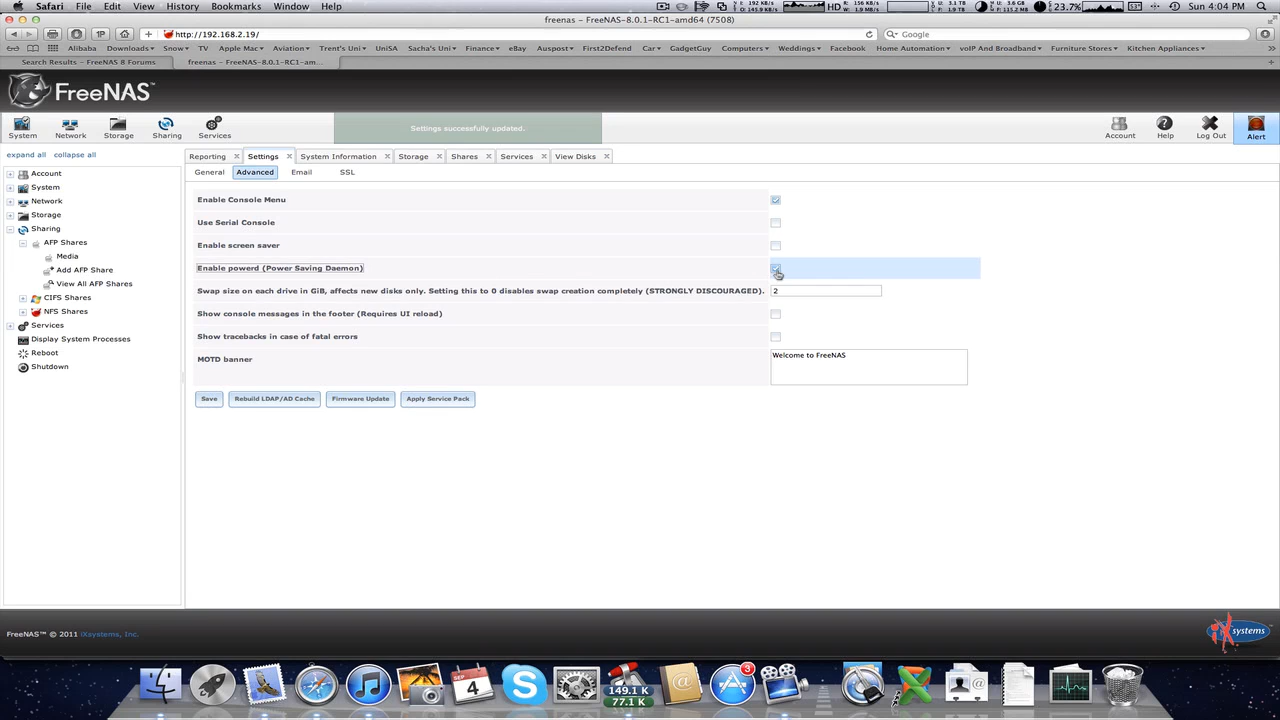 Safari File Edit View History Bookmarks Window Help
HD
23.7% Sun 4:04 PM
freenas – FreeNAS-8.0.1-RC1-amd64 (7508)
http://192.168.2.19/
Google
Alibaba Downloads Snow TV Apple Mac Aviation Trent's Uni UniSA Sacha's Uni Finance eBay Auspost First2Defend Car GadgetGuy Computers Weddings Facebook Home Automation voIP And Broadband Furniture Stores Kitchen Appliances
Search Results – FreeNAS 8 Forums
freenas – FreeNAS-8.0.1-RC1-am...
FreeNAS™
System Network Storage Sharing Services
Settings successfully updated.
Account Help Log Out Alert
expand all collapse all
Account
System
Network
Storage
Sharing
AFP Shares
Media
Add AFP Share
View All AFP Shares
CIFS Shares
NFS Shares
Services
Display System Processes
Reboot
Shutdown
Reporting Settings System Information Storage Shares Services View Disks
General Advanced Email SSL
Enable Console Menu
Use Serial Console
Enable screen saver
Enable powerd (Power Saving Daemon)
Swap size on each drive in GiB, affects new disks only. Setting this to 0 disables swap creation completely (STRONGLY DISCOURAGED). 2
Show console messages in the footer (Requires UI reload)
Show tracebacks in case of fatal errors
MOTD banner Welcome to FreeNAS
Save Rebuild LDAP/AD Cache Firmware Update Apply Service Pack
FreeNAS™ © 2011 iXsystems, Inc.
iXsystems
4
149.1 K
77.1 K
3